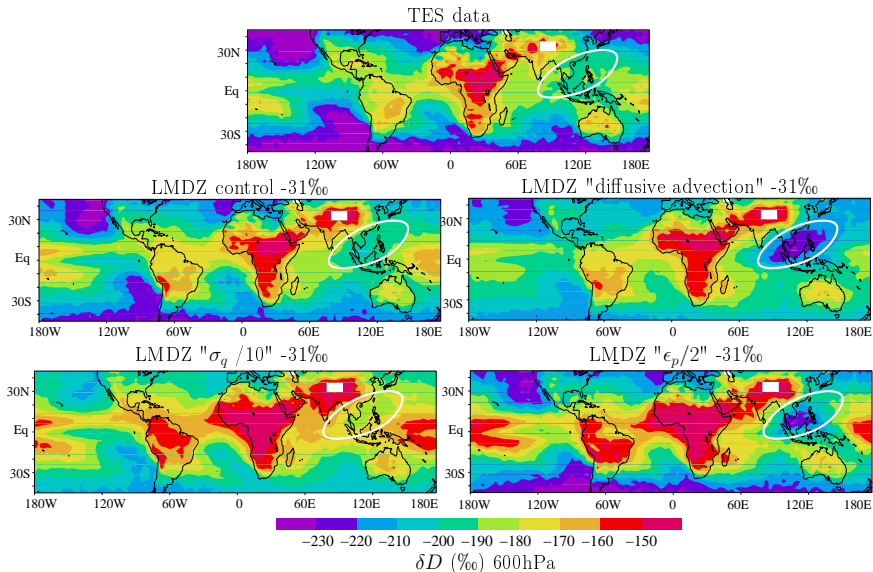 TES data
30N
Eq
30S
180W 120W 60W 0 60E 120E 180E
LMDZ control -31‰
LMDZ "diffusive advection" -31‰
30N
Eq
30S
180W 120W 60W 0 60E 120E 180E
30N
Eq
30S
180W 120W 60W 0 60E 120E 180E
LMDZ "σq /10" -31‰
LMDZ "ϵp/2" -31‰
30N
Eq
30S
180W 120W 60W 0 60E 120E 180E
30N
Eq
30S
180W 120W 60W 0 60E 120E 180E
−230 −220 −210 −200 −190 −180 −170 −160 −150
δD (‰) 600hPa